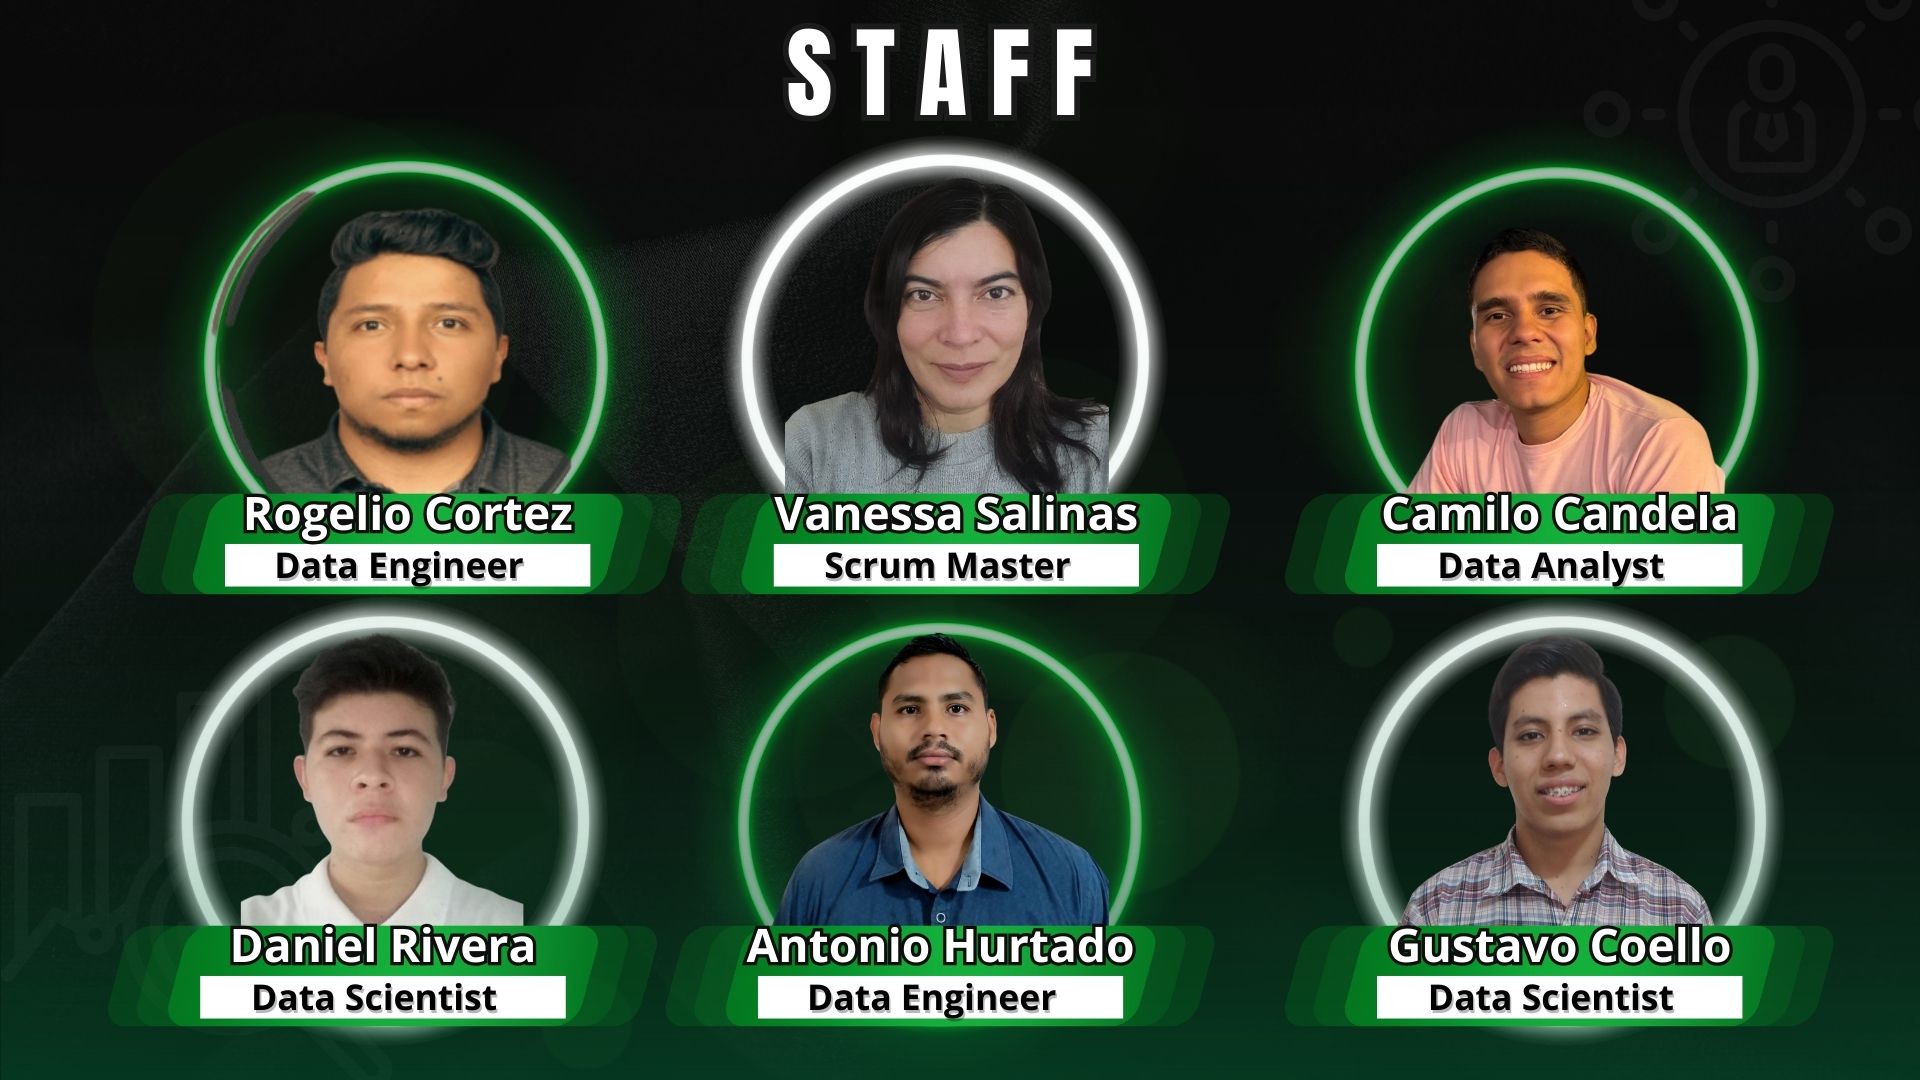 STAFF
Rogelio Cortez
Data Engineer
Vanessa Salinas
Scrum Master
Camilo Candela
Data Analyst
Daniel Rivera
Data Scientist
Antonio Hurtado
Data Engineer
Gustavo Coello
Data Scientist